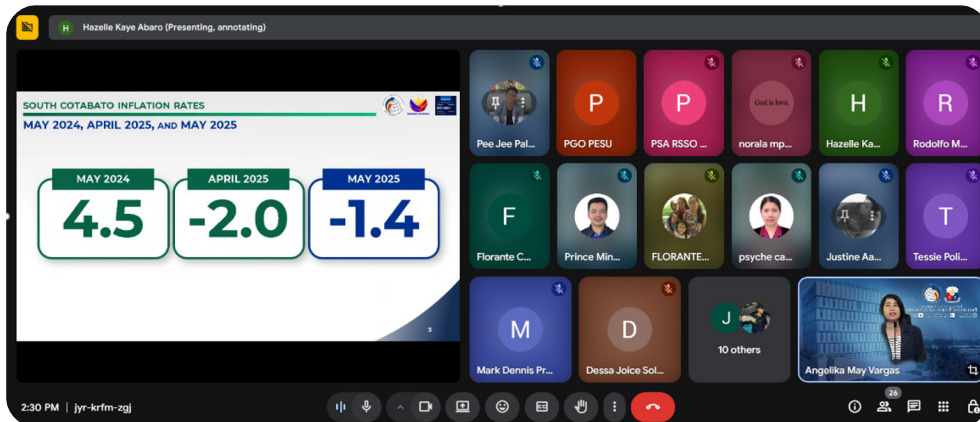 H Hazelle Kaye Abaro (Presenting, annotating)
SOUTH COTABATO INFLATION RATES
MAY 2024, APRIL 2025, AND MAY 2025
MAY 2024
4.5
APRIL 2025
-2.0
MAY 2025
-1.4
3
Pee Jee Pal...
P
PGO PESU
P
PSA RSSO ...
God is love.
norala mp...
H
Hazelle Ka...
R
Rodolfo M...
F
Florante C...
Prince Min...
FLORANTE...
psyche ca...
Justine Aa...
T
Tessie Poli...
M
Mark Dennis Pr...
D
Dessa Joice Sol...
J
10 others
Angelika May Vargas
2:30 PM | jyr-krfm-zgj
26